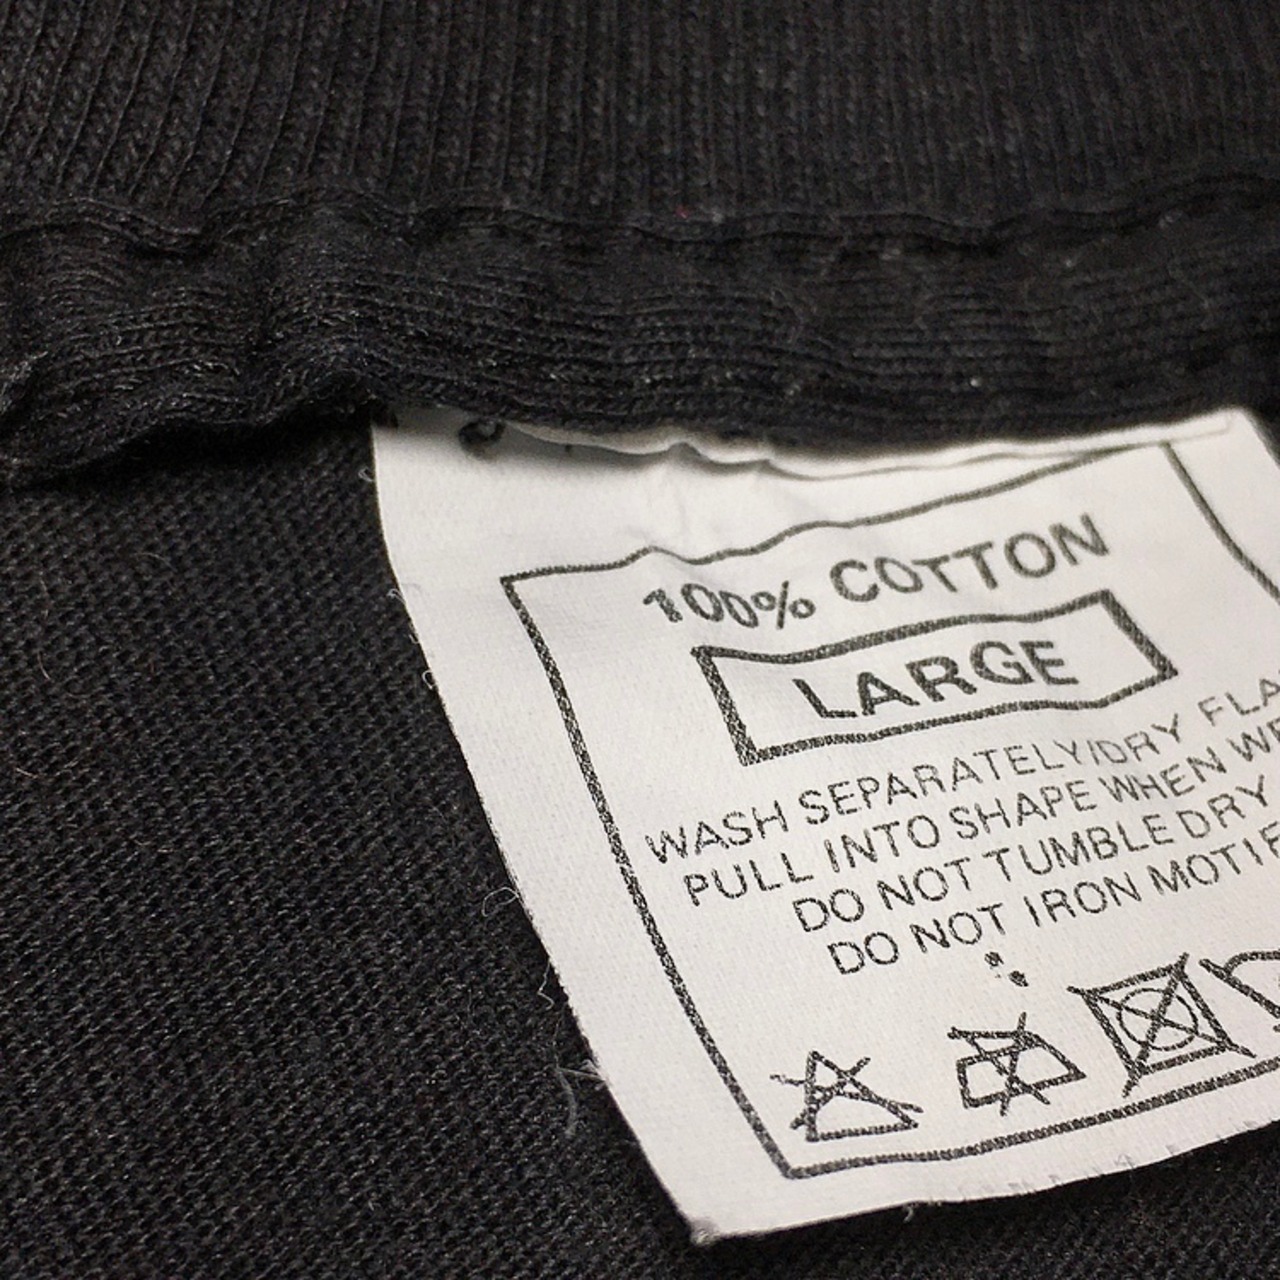 100% COTTON
LARGE
WASH SEPARATELY/DRY
PULL INTO SHAPE WHEN
DO NOT TUMBLE DRY
DO NOT IRON MOTIF